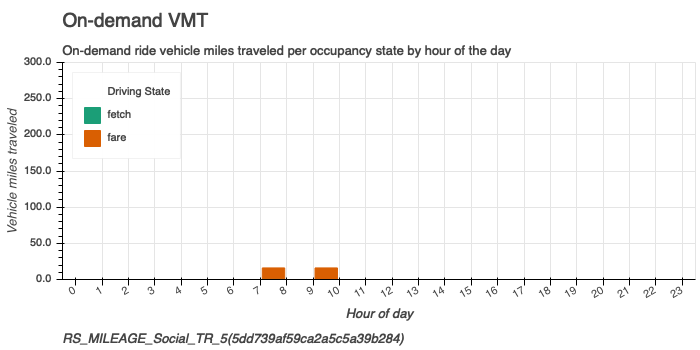 On-demand VMT
On-demand ride vehicle miles traveled per occupancy state by hour of the day
300.0
250.0
200.0
150.0
100.0
50.0
0.0
Vehicle miles traveled
Driving State
fetch
fare
0 1 2 3 4 5 6 7 8 9 10 11 12 13 14 15 16 17 18 19 20 21 22 23
Hour of day
RS_MILEAGE_Social_TR_5(5dd739af59ca2a5c5a39b284)